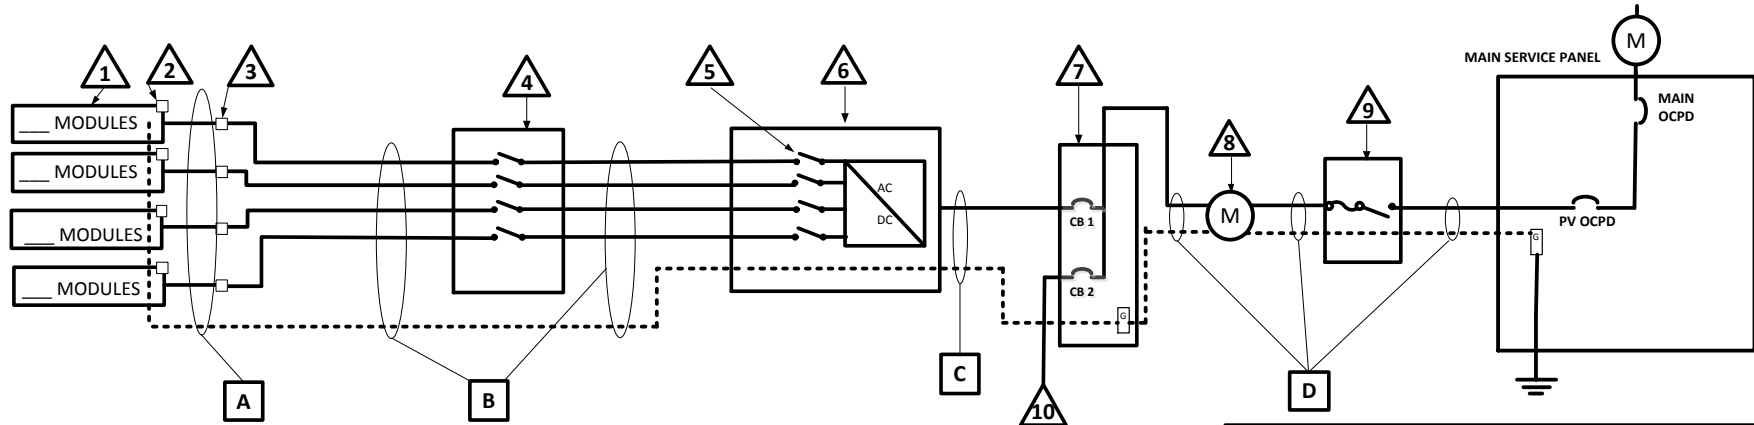 M
MAIN SERVICE PANEL
1
2
3
4
5
6
7
8
9
MAIN
OCPD
___ MODULES
___ MODULES
___ MODULES
___ MODULES
AC
DC
CB 1
CB 2
G
M
PV OCPD
G
A
B
C
D
10